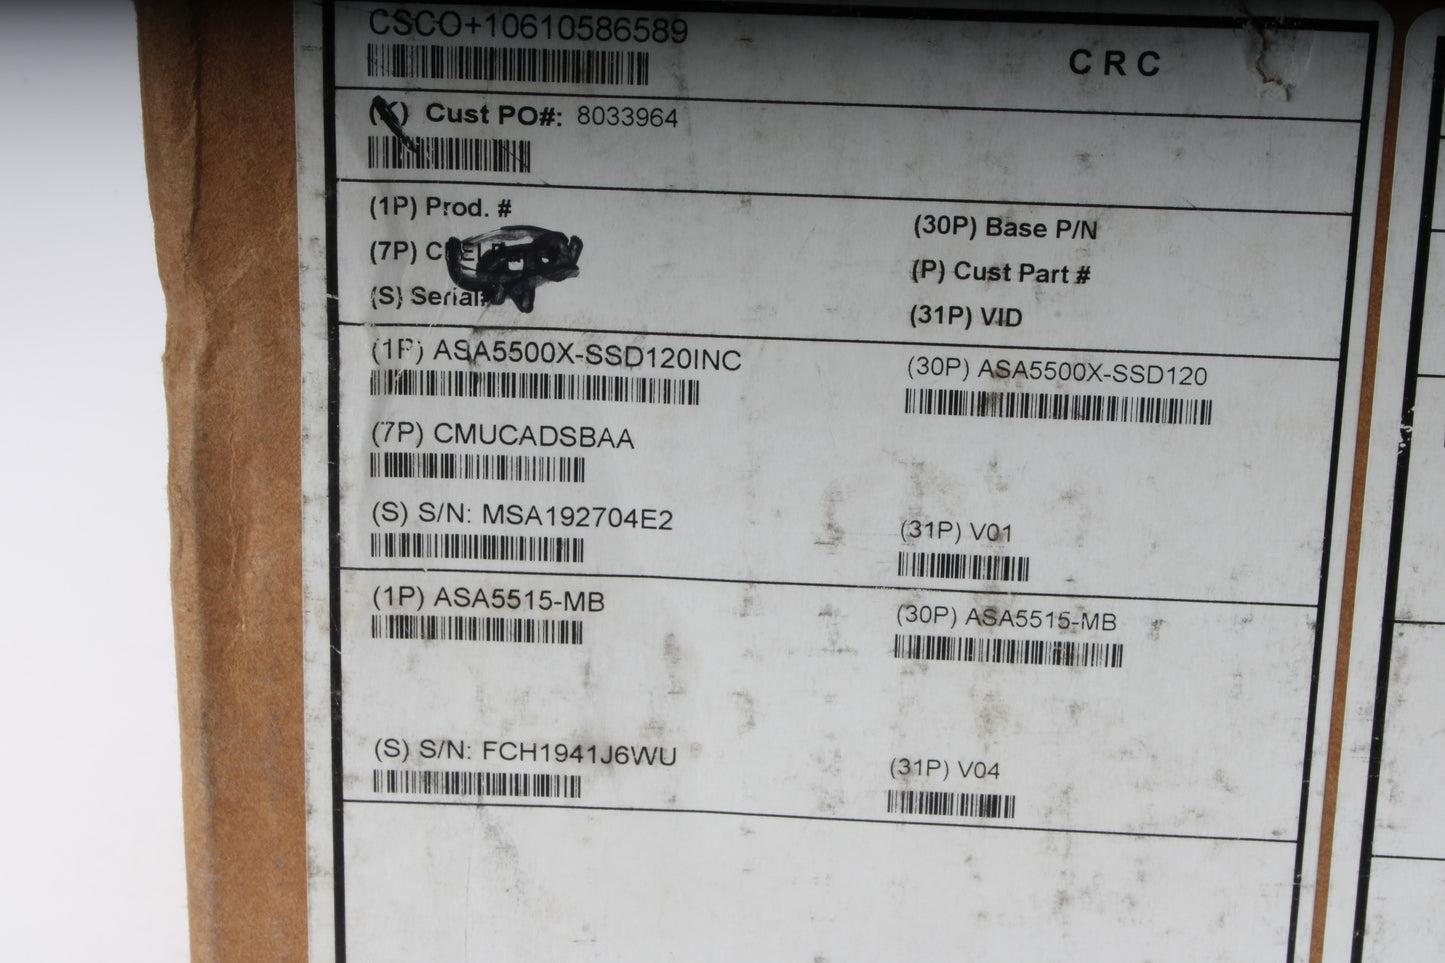 CSCO+10610586589
CRC
(K) Cust PO#: 8033964
(1P) Prod. #
(30P) Base P/N
(7P)
(P) Cust Part #
(S) Serial#
(31P) VID
(1P) ASA5500X-SSD120INC
(30P) ASA5500X-SSD120
(7P) CMUCADSBAA
(S) S/N: MSA192704E2
(31P) V01
(1P) ASA5515-MB
(30P) ASA5515-MB
(S) S/N: FCH1941J6WU
(31P) V04